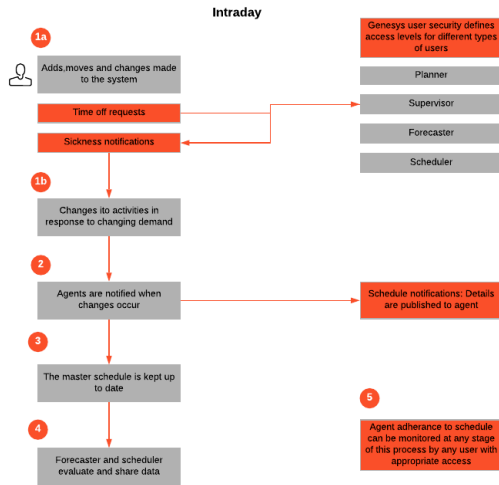 Intraday
1a
Adds,moves and changes made
to the system
Time off requests
Sickness notifications
1b
Changes ito activities in
response to changing demand
2
Agents are notified when
changes occur
3
The master schedule is kept up
to date
4
Forecaster and scheduler
evaluate and share data
Genesys user security defines
access levels for different types
of users
Planner
Supervisor
Forecaster
Scheduler
Schedule notifications: Details
are published to agent
5
Agent adharance to schedule
can be monitored at any stage
of this process by any user with
appropriate access